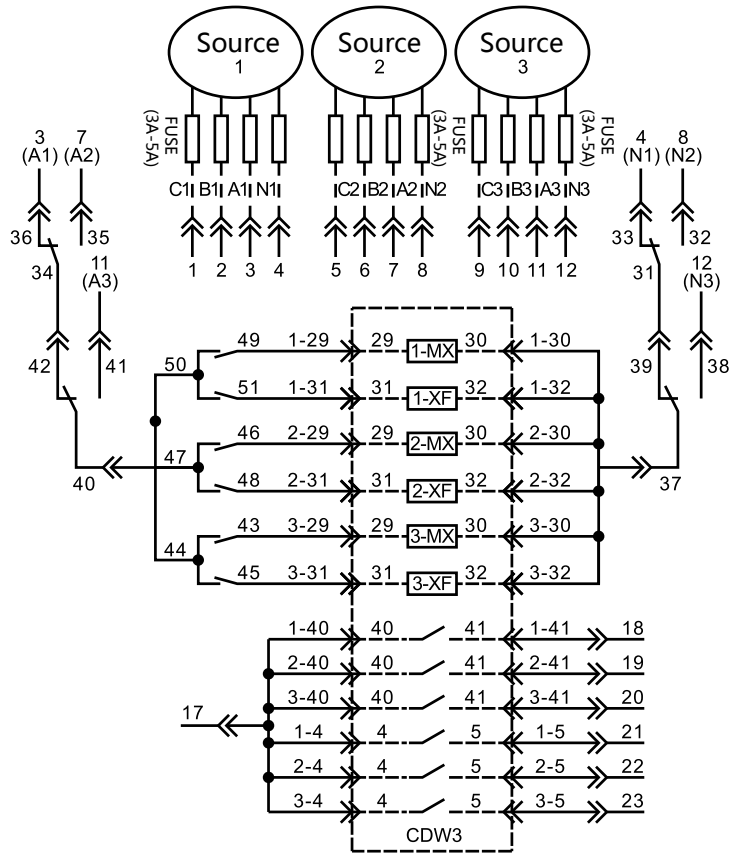 Source Source Source
1 2 3
FUSE (3A-5A) (3A-5A) FUSE (3A-5A) FUSE
3 (A1) 7 (A2)
4 (N1) 8 (N2)
C1 B1 A1 N1 C2 B2 A2 N2 C3 B3 A3 N3
36 35 33 32
34 11 (A3) 1 2 3 4 5 6 7 8 9 10 11 12 31 12 (N3)
49 1-29 29 1-MX 30 1-30
42 41 50 39 38
51 1-31 31 1-XF 32 1-32
46 2-29 29 2-MX 30 2-30
47
40 48 2-31 31 2-XF 32 2-32 37
43 3-29 29 3-MX 30 3-30
44
45 3-31 31 3-XF 32 3-32
1-40 40 41 1-41 18
2-40 40 41 2-41 19
3-40 40 41 3-41 20
17
1-4 4 5 1-5 21
2-4 4 5 2-5 22
3-4 4 5 3-5 23
CDW3